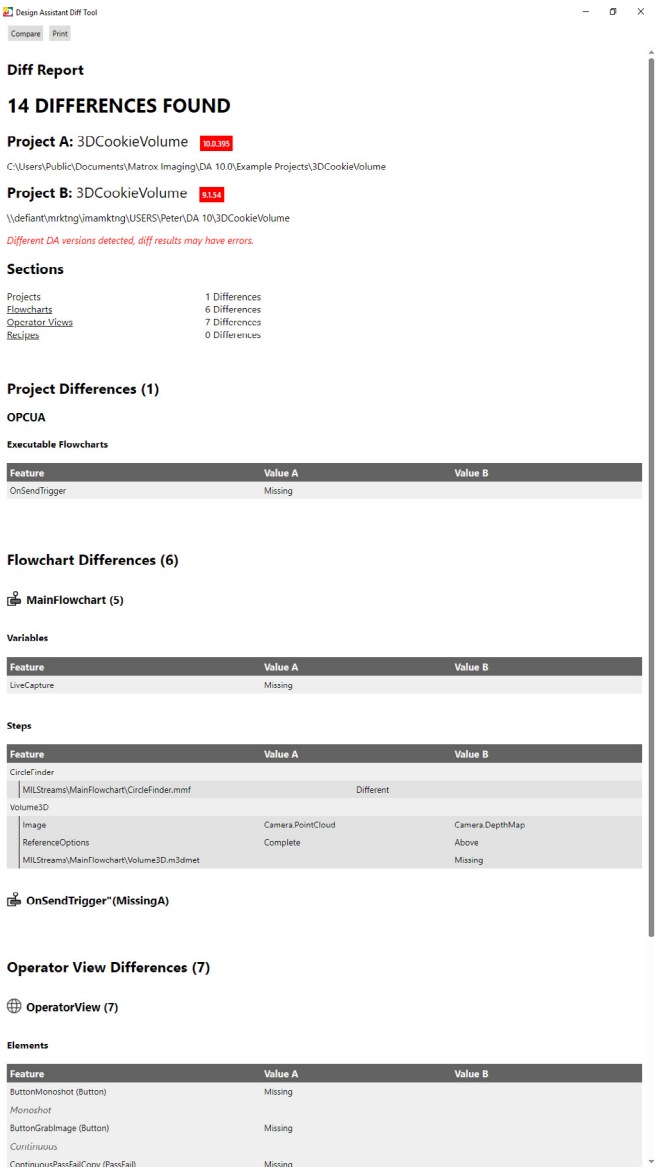 Design Assistant Diff Tool
Compare Print
Diff Report
14 DIFFERENCES FOUND
Project A: 3DCookieVolume 10.0.395
C:\Users\Public\Documents\Matrox Imaging\DA 10.0\Example Projects\3DCookieVolume
Project B: 3DCookieVolume 9.1.54
\\defiant\mrktng\imamktng\USERS\Peter\DA 10\3DCookieVolume
Different DA versions detected, diff results may have errors.
Sections
Projects 1 Differences
Flowcharts 6 Differences
Operator Views 7 Differences
Recipes 0 Differences
Project Differences (1)
OPCUA
Executable Flowcharts
Feature Value A Value B
OnSendTrigger Missing
Flowchart Differences (6)
MainFlowchart (5)
Variables
Feature Value A Value B
LiveCapture Missing
Steps
Feature Value A Value B
CircleFinder
MILStreams\MainFlowchart\CircleFinder.mmf Different
Volume3D
Image Camera.PointCloud Camera.DepthMap
ReferenceOptions Complete Above
MILStreams\MainFlowchart\Volume3D.m3dmet Missing
OnSendTrigger"(MissingA)
Operator View Differences (7)
OperatorView (7)
Elements
Feature Value A Value B
ButtonMonoshot (Button) Missing
Monoshot
ButtonGrabImage (Button) Missing
Continuous
ContinuousPassFailCopy (PassFail) Missing